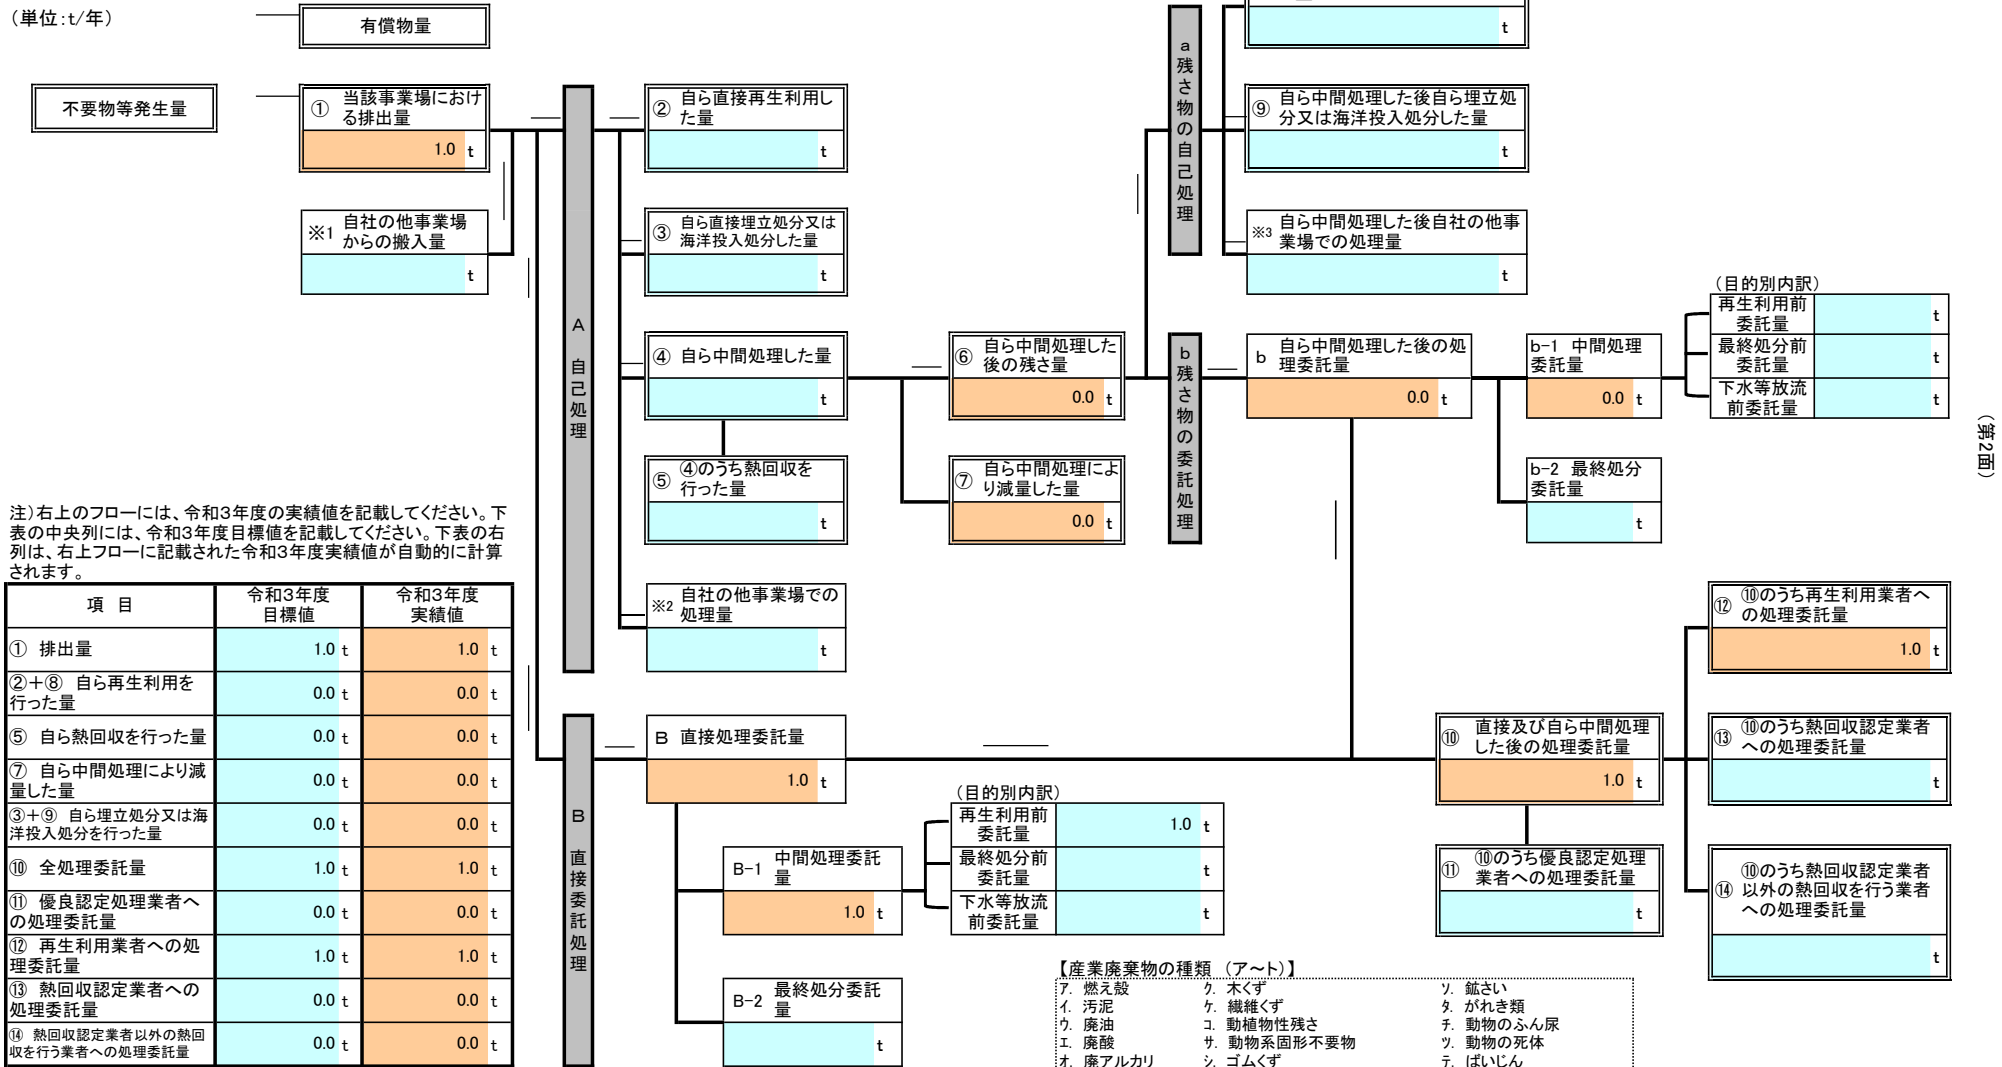 (単位:t/年)
有償物量
不要物等発生量
① 当該事業場におけ
る排出量
1.0 t
※1 自社の他事業場
からの搬入量
t
A 自己処理
② 自ら直接再生利用し
た量
t
③ 自ら直接埋立処分又は
海洋投入処分した量
t
④ 自ら中間処理した量
t
⑤ ④のうち熱回収を
行った量
t
※2 自社の他事業場での
処理量
t
⑥ 自ら中間処理した
後の残さ量
0.0 t
⑦ 自ら中間処理によ
り減量した量
0.0 t
a 残さ物の自己処理
t
⑨ 自ら中間処理した後自ら埋立処
分又は海洋投入処分した量
t
※3 自ら中間処理した後自社の他事
業場での処理量
t
b 残さ物の委託処理
b 自ら中間処理した後の処
理委託量
0.0 t
b-1 中間処理
委託量
0.0 t
b-2 最終処分
委託量
t
(目的別内訳)
再生利用前
委託量
t
最終処分前
委託量
t
下水等放流
前委託量
t
(第2面)
注)右上のフローには、令和3年度の実績値を記載してください。下
表の中央列には、令和3年度目標値を記載してください。下表の右
列は、右上フローに記載された令和3年度実績値が自動的に計算
されます。
項 目 令和3年度
目標値 令和3年度
実績値
① 排出量 1.0 t 1.0 t
②+⑧ 自ら再生利用を
行った量 0.0 t 0.0 t
⑤ 自ら熱回収を行った量 0.0 t 0.0 t
⑦ 自ら中間処理により減
量した量 0.0 t 0.0 t
③+⑨ 自ら埋立処分又は海
洋投入処分を行った量 0.0 t 0.0 t
⑩ 全処理委託量 1.0 t 1.0 t
⑪ 優良認定処理業者へ
の処理委託量 0.0 t 0.0 t
⑫ 再生利用業者への処
理委託量 1.0 t 1.0 t
⑬ 熱回収認定業者への
処理委託量 0.0 t 0.0 t
⑭ 熱回収認定業者以外の熱回
収を行う業者への処理委託量 0.0 t 0.0 t
B 直接委託処理
B 直接処理委託量
1.0 t
B-1 中間処理委託
量
1.0 t
B-2 最終処分委託
量
t
(目的別内訳)
再生利用前
委託量
1.0 t
最終処分前
委託量
t
下水等放流
前委託量
t
⑩ 直接及び自ら中間処理
した後の処理委託量
1.0 t
⑪ ⑩のうち優良認定処理
業者への処理委託量
t
⑫ ⑩のうち再生利用業者へ
の処理委託量
1.0 t
⑬ ⑩のうち熱回収認定業者
への処理委託量
t
⑭ ⑩のうち熱回収認定業者
以外の熱回収を行う業者
への処理委託量
t
【産業廃棄物の種類 (ア~ト)】
ア. 燃え殻 ク. 木くず ソ. 鉱さい
イ. 汚泥 ケ. 繊維くず タ. がれき類
ウ. 廃油 コ. 動植物性残さ チ. 動物のふん尿
エ. 廃酸 サ. 動物系固形不要物 ツ. 動物の死体
オ. 廃アルカリ シ. ゴムくず テ. ばいじん